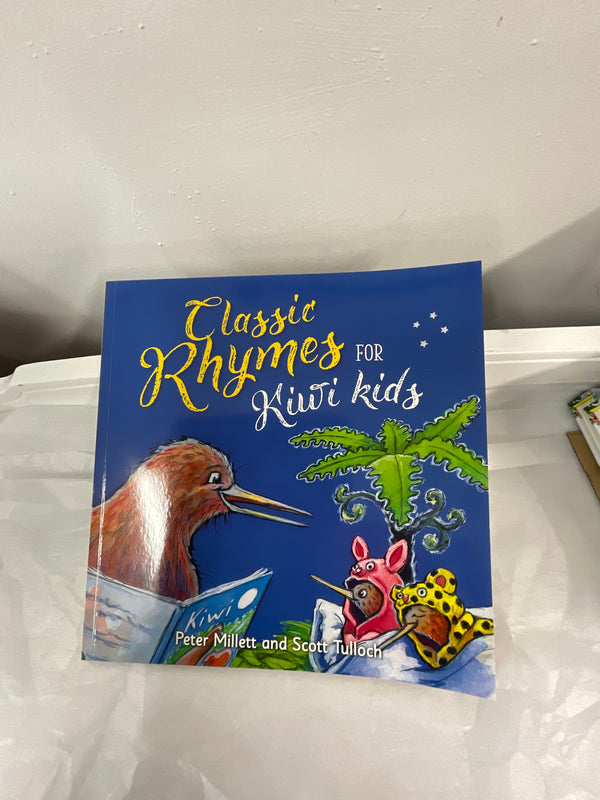 Classic
Rhymes FOR
Kiwi kids
Kiwi
Peter Millett and Scott Tulloch